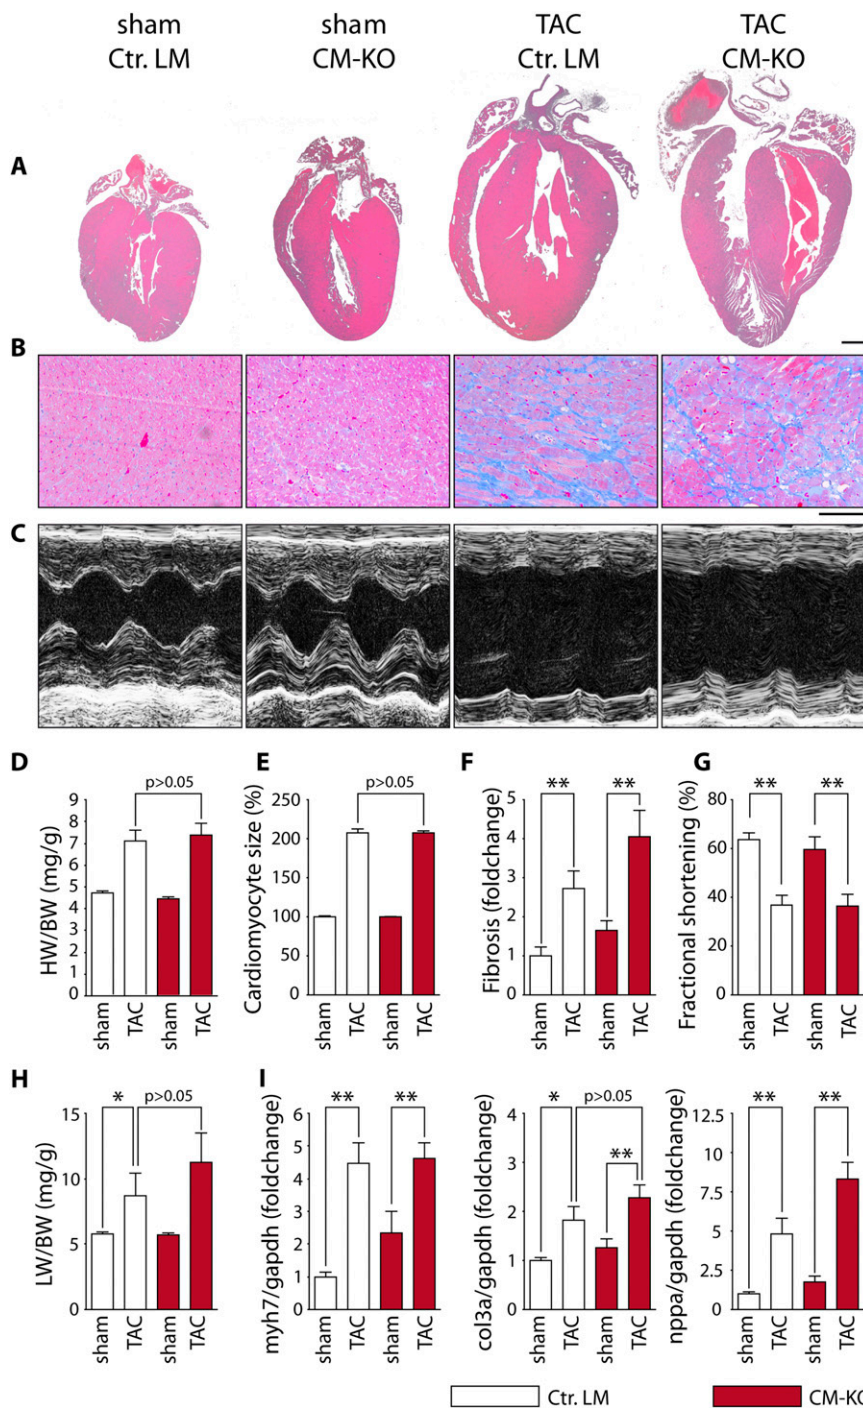 sham
Ctr. LM
sham
CM-KO
TAC
Ctr. LM
TAC
CM-KO
A
B
C
D
HW/BW (mg/g)
9
8
7
6
5
4
3
2
1
0
p>0.05
sham
TAC
sham
TAC
E
Cardiomyocyte size (%)
200
150
100
50
0
p>0.05
sham
TAC
sham
TAC
F
Fibrosis (foldchange)
5
4
3
2
1
0
**
**
sham
TAC
sham
TAC
G
Fractional shortening (%)
80
60
40
20
0
**
**
sham
TAC
sham
TAC
H
LW/BW (mg/g)
15
10
5
0
*
p>0.05
sham
TAC
sham
TAC
I
myh7/gapdh (foldchange)
6
5
4
3
2
1
0
**
**
sham
TAC
sham
TAC
col3a/gapdh (foldchange)
4
3
2
1
0
*
p>0.05
**
sham
TAC
sham
TAC
nppa/gapdh (foldchange)
12.5
10
7.5
5
2.5
0
**
**
sham
TAC
sham
TAC
Ctr. LM
CM-KO